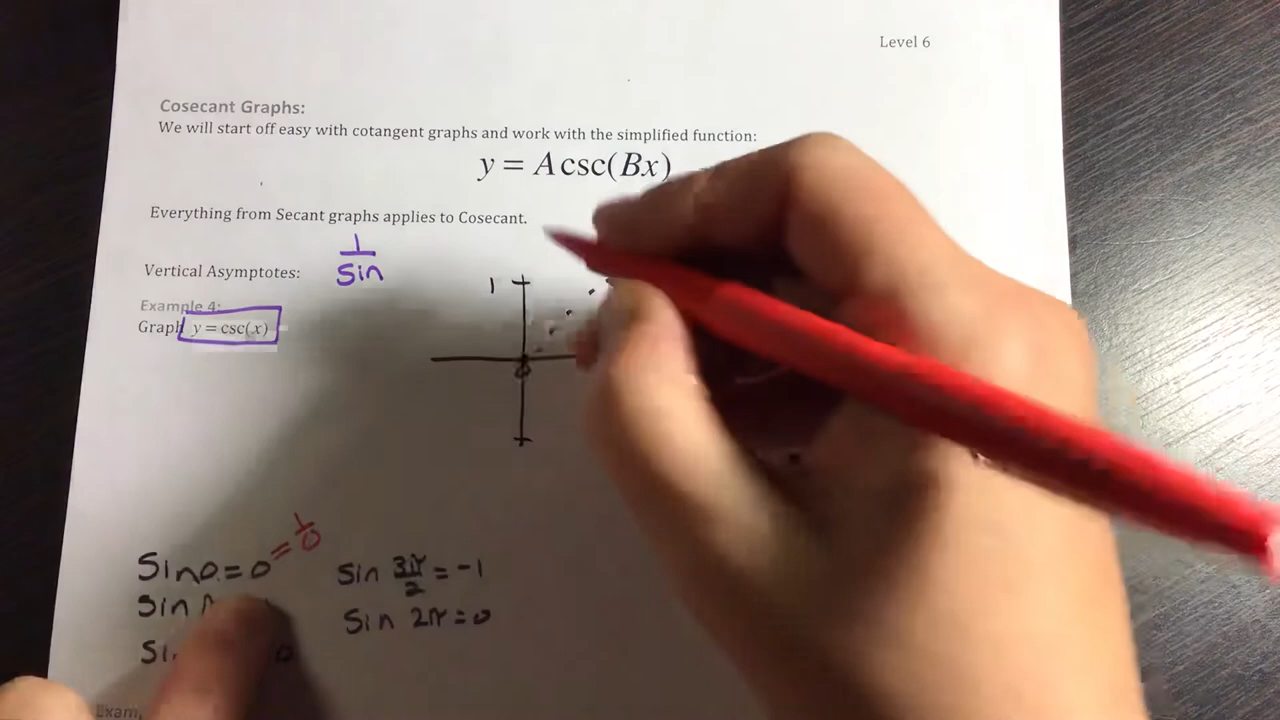 Level 6
Cosecant Graphs:
We will start off easy with cotangent graphs and work with the simplified function:
y = A csc(Bx)
Everything from Secant graphs applies to Cosecant.
Vertical Asymptotes: 1/Sin
Example 4:
Graph y = csc(x)
1
0
Sin 0 = 0 = 1/0
Sin
Sin 3π/2 = -1
Sin 2π = 0
0